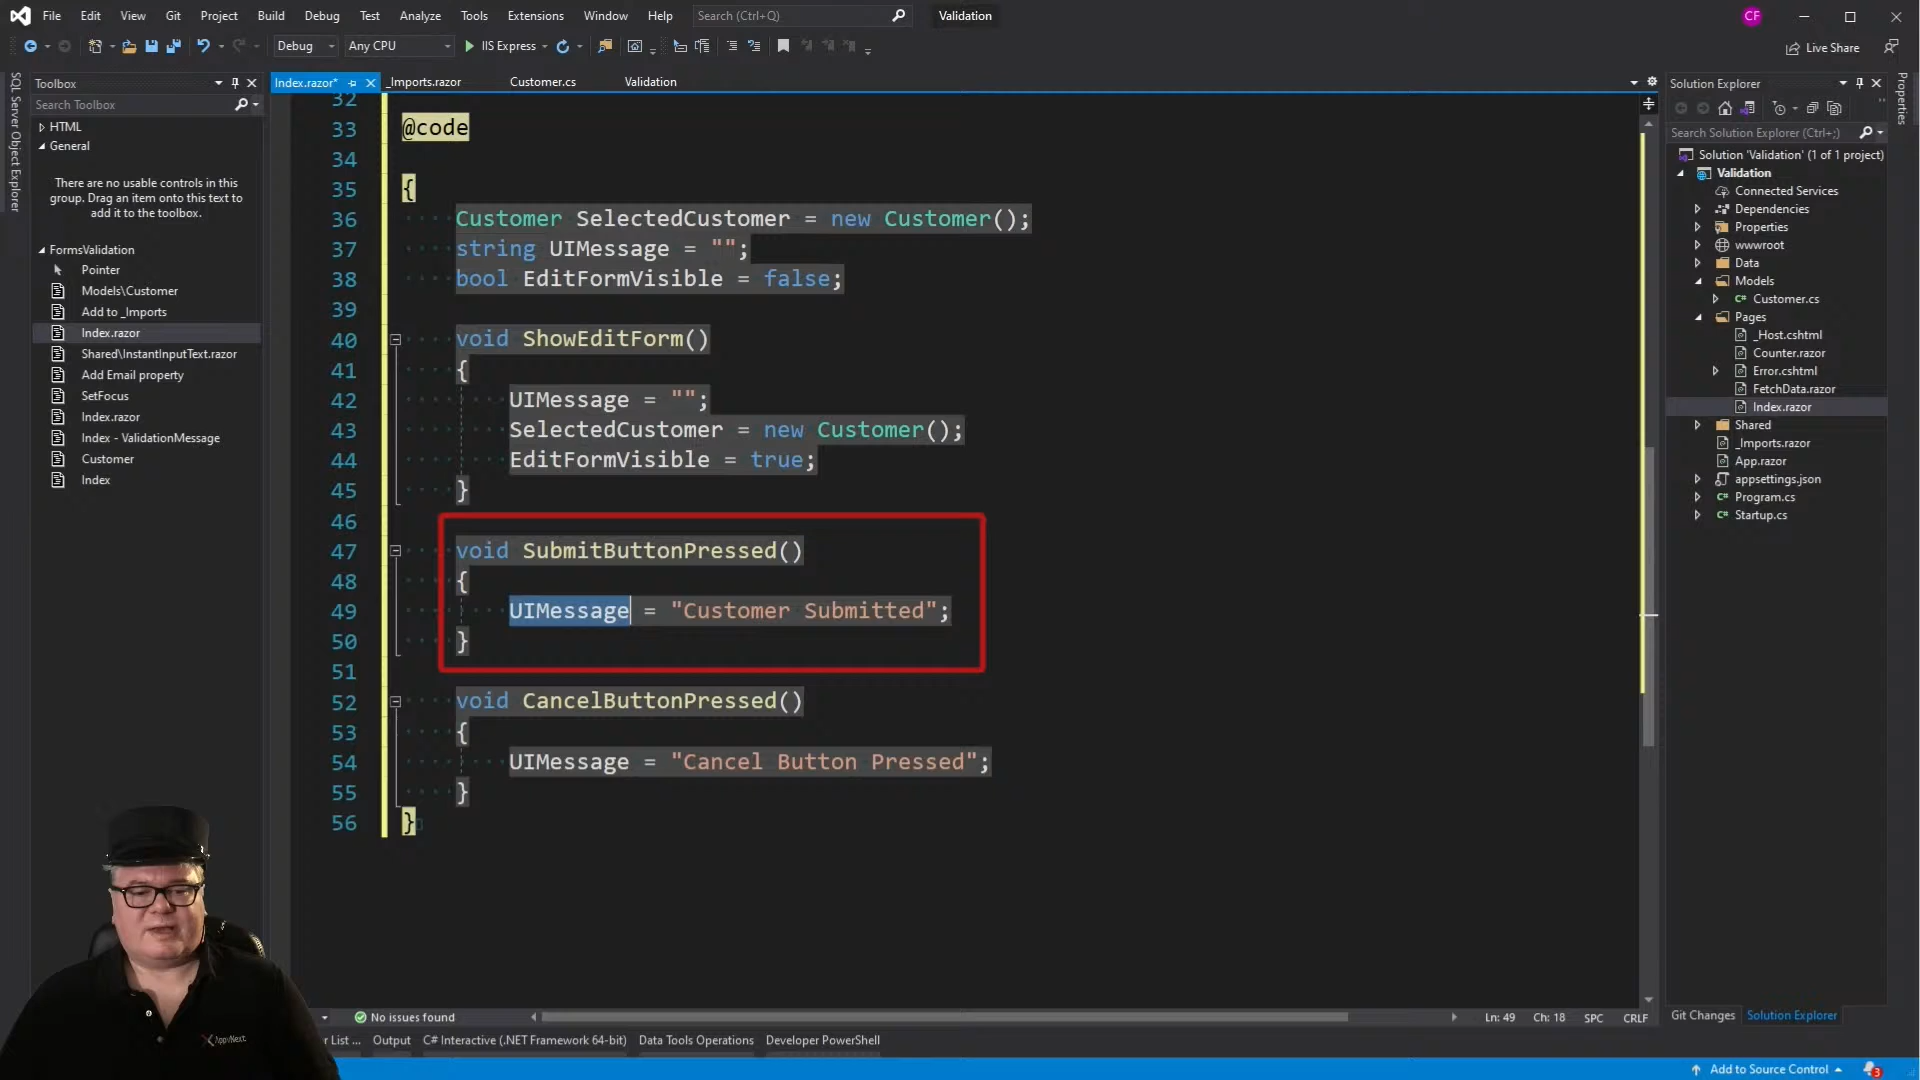 File Edit View Git Project Build Debug Test Analyze Tools Extensions Window Help Search (Ctrl+Q) Validation CF
Debug Any CPU IIS Express Live Share
SQL Server Object Explorer
Toolbox
Search Toolbox
HTML
General
There are no usable controls in this
group. Drag an item onto this text to
add it to the toolbox.
FormsValidation
Pointer
Models\Customer
Add to _Imports
Index.razor
Shared\InstantInputText.razor
Add Email property
SetFocus
Index.razor
Index - ValidationMessage
Customer
Index
Index.razor* _Imports.razor Customer.cs Validation
32
33 @code
34
35 {
36 Customer SelectedCustomer = new Customer();
37 string UIMessage = "";
38 bool EditFormVisible = false;
39
40 void ShowEditForm()
41 {
42 UIMessage = "";
43 SelectedCustomer = new Customer();
44 EditFormVisible = true;
45 }
46
47 void SubmitButtonPressed()
48 {
49 UIMessage = "Customer Submitted";
50 }
51
52 void CancelButtonPressed()
53 {
54 UIMessage = "Cancel Button Pressed";
55 }
56 }
No issues found Ln: 49 Ch: 18 SPC CRLF
r List ... Output C# Interactive (.NET Framework 64-bit) Data Tools Operations Developer PowerShell
Solution Explorer
Search Solution Explorer (Ctrl+;)
Solution 'Validation' (1 of 1 project)
Validation
Connected Services
Dependencies
Properties
wwwroot
Data
Models
C# Customer.cs
Pages
_Host.cshtml
Counter.razor
Error.cshtml
FetchData.razor
Index.razor
Shared
_Imports.razor
App.razor
appsettings.json
C# Program.cs
C# Startup.cs
Git Changes Solution Explorer
Properties
Add to Source Control 3
AppvNext